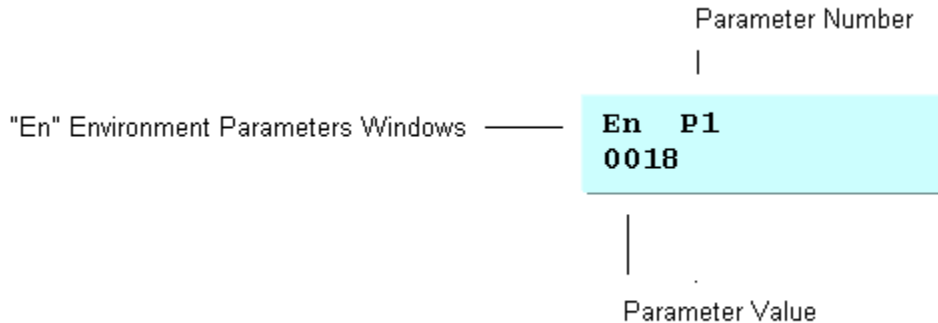 Parameter Number
"En" Environment Parameters Windows
En P1
0018
Parameter Value